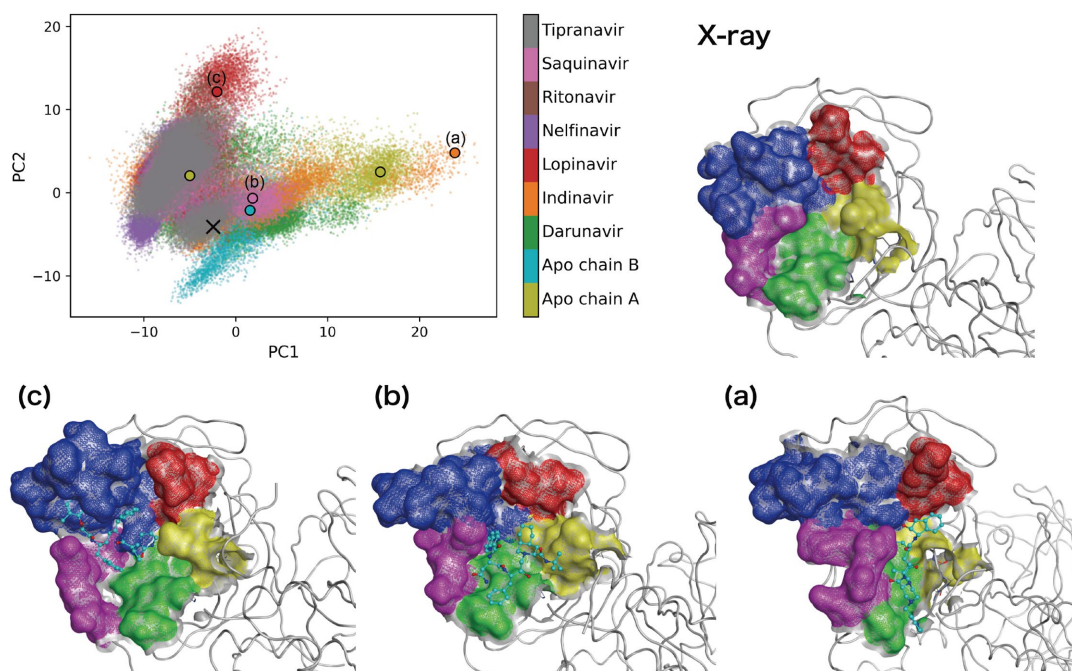 20
10
0
−10
PC2
−10
0
10
20
PC1
(c)
(a)
(b)
Tipranavir
Saquinavir
Ritonavir
Nelfinavir
Lopinavir
Indinavir
Darunavir
Apo chain B
Apo chain A
X-ray
(c)
(b)
(a)